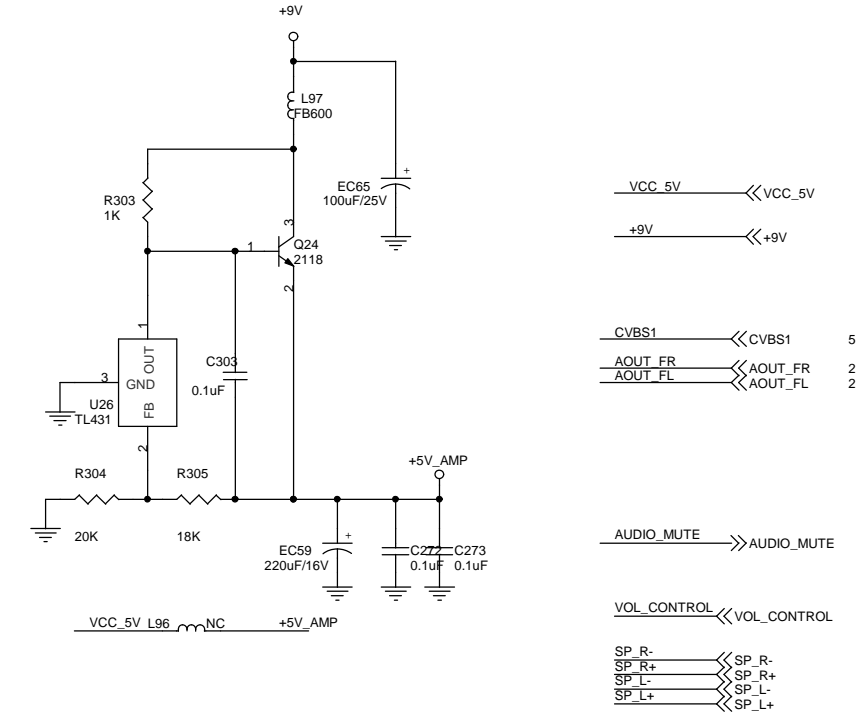 +9V
L97
FB600
R303
1K
EC65
100uF/25V
+
3
1
Q24
2118
2
1
OUT
3
GND
FB
U26
TL431
2
C303
0.1uF
R304
20K
R305
18K
+5V_AMP
EC59
220uF/16V
+
C272
0.1uF
C273
0.1uF
VCC_5V
L96
NC
+5V_AMP
VCC_5V
VCC_5V
+9V
+9V
CVBS1
CVBS1
5
AOUT_FR
AOUT_FR
2
AOUT_FL
AOUT_FL
2
AUDIO_MUTE
AUDIO_MUTE
VOL_CONTROL
VOL_CONTROL
SP_R-
SP_R-
SP_R+
SP_R+
SP_L-
SP_L-
SP_L+
SP_L+